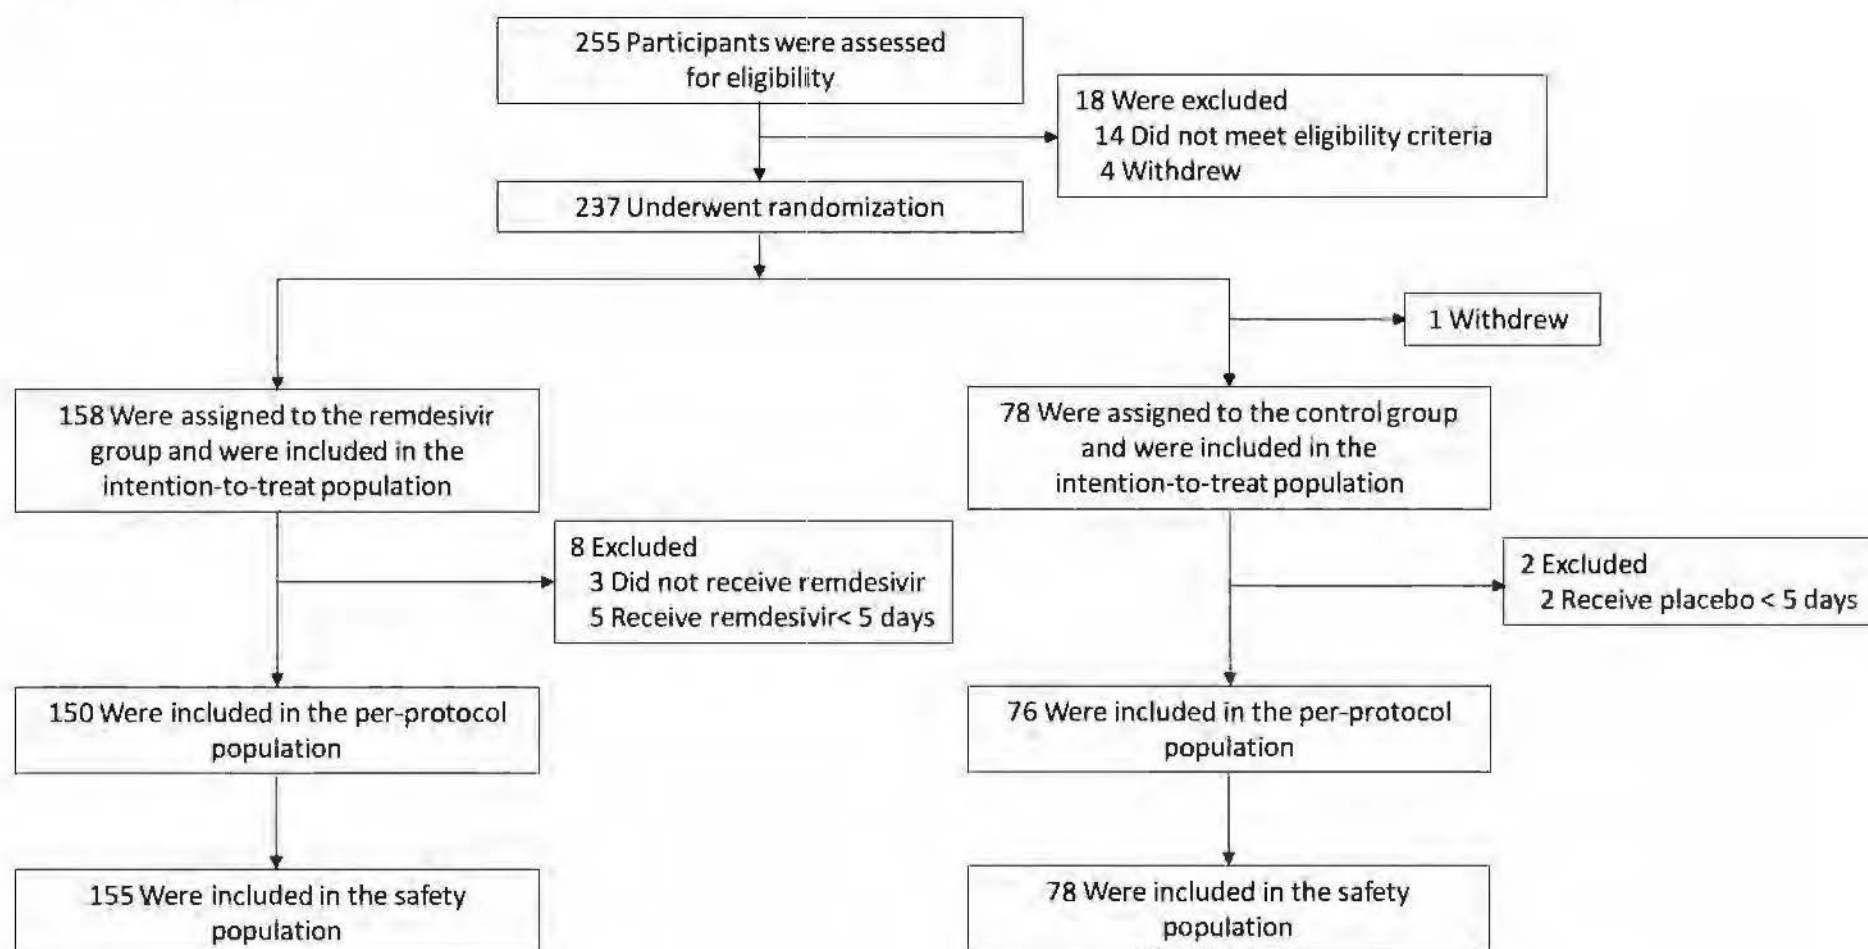 255 Participants were assessed
for eligibility
18 Were excluded
14 Did not meet eligibility criteria
4 Withdrew
237 Underwent randomization
1 Withdrew
158 Were assigned to the remdesivir
group and were included in the
intention-to-treat population
78 Were assigned to the control group
and were included in the
intention-to-treat population
8 Excluded
3 Did not receive remdesivir
5 Receive remdesivir< 5 days
2 Excluded
2 Receive placebo < 5 days
150 Were included in the per-protocol
population
76 Were included in the per-protocol
population
155 Were included in the safety
population
78 Were included in the safety
population